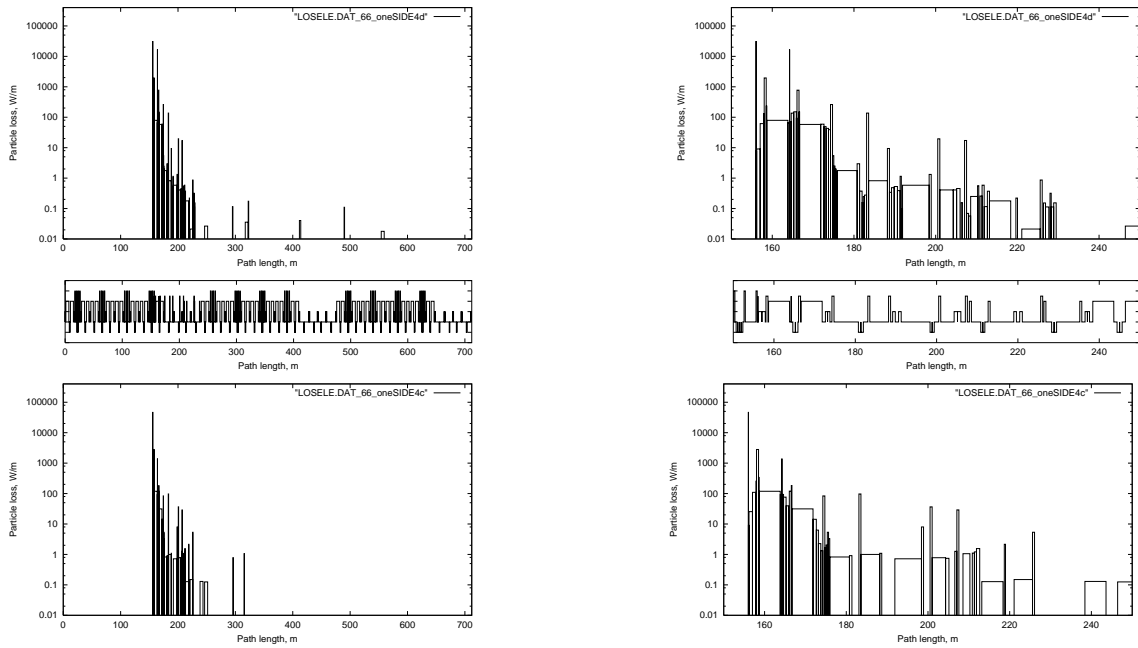 "LOSELE.DAT_66_oneSIDE4d"
Particle loss, W/m
100000
10000
1000
100
10
1
0.1
0.01
0 100 200 300 400 500 600 700
Path length, m
0 100 200 300 400 500 600 700
Path length, m
"LOSELE.DAT_66_oneSIDE4c"
Particle loss, W/m
100000
10000
1000
100
10
1
0.1
0.01
0 100 200 300 400 500 600 700
Path length, m
"LOSELE.DAT_66_oneSIDE4d"
Particle loss, W/m
100000
10000
1000
100
10
1
0.1
0.01
160 180 200 220 240
Path length, m
160 180 200 220 240
Path length, m
"LOSELE.DAT_66_oneSIDE4c"
Particle loss, W/m
100000
10000
1000
100
10
1
0.1
0.01
160 180 200 220 240
Path length, m